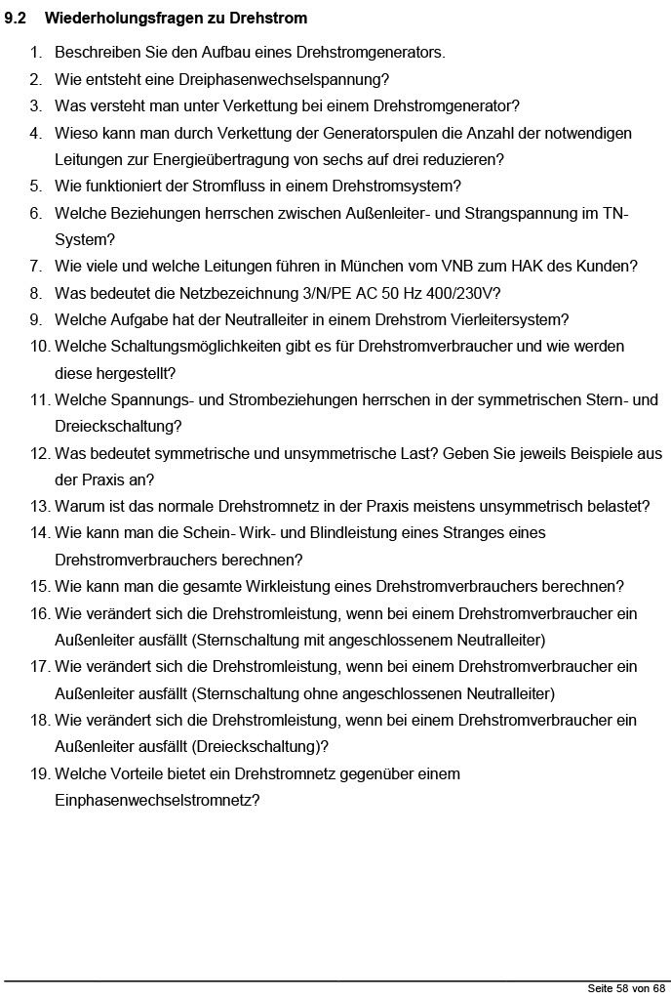 9.2 Wiederholungsfragen zu Drehstrom
1. Beschreiben Sie den Aufbau eines Drehstromgenerators.
2. Wie entsteht eine Dreiphasenwechselspannung?
3. Was versteht man unter Verkettung bei einem Drehstromgenerator?
4. Wieso kann man durch Verkettung der Generatorspulen die Anzahl der notwendigen
Leitungen zur Energieübertragung von sechs auf drei reduzieren?
5. Wie funktioniert der Stromfluss in einem Drehstromsystem?
6. Welche Beziehungen herrschen zwischen Außenleiter- und Strangspannung im TN-
System?
7. Wie viele und welche Leitungen führen in München vom VNB zum HAK des Kunden?
8. Was bedeutet die Netzbezeichnung 3/N/PE AC 50 Hz 400/230V?
9. Welche Aufgabe hat der Neutralleiter in einem Drehstrom Vierleitersystem?
10. Welche Schaltungsmöglichkeiten gibt es für Drehstromverbraucher und wie werden
diese hergestellt?
11. Welche Spannungs- und Strombeziehungen herrschen in der symmetrischen Stern- und
Dreieckschaltung?
12. Was bedeutet symmetrische und unsymmetrische Last? Geben Sie jeweils Beispiele aus
der Praxis an?
13. Warum ist das normale Drehstromnetz in der Praxis meistens unsymmetrisch belastet?
14. Wie kann man die Schein- Wirk- und Blindleistung eines Stranges eines
Drehstromverbrauchers berechnen?
15. Wie kann man die gesamte Wirkleistung eines Drehstromverbrauchers berechnen?
16. Wie verändert sich die Drehstromleistung, wenn bei einem Drehstromverbraucher ein
Außenleiter ausfällt (Sternschaltung mit angeschlossenem Neutralleiter)
17. Wie verändert sich die Drehstromleistung, wenn bei einem Drehstromverbraucher ein
Außenleiter ausfällt (Sternschaltung ohne angeschlossenen Neutralleiter)
18. Wie verändert sich die Drehstromleistung, wenn bei einem Drehstromverbraucher ein
Außenleiter ausfällt (Dreieckschaltung)?
19. Welche Vorteile bietet ein Drehstromnetz gegenüber einem
Einphasenwechselstromnetz?
Seite 58 von 68